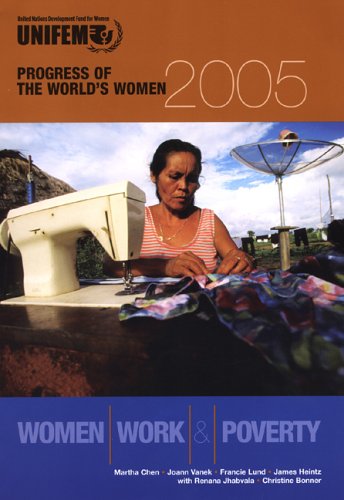 United Nations Development Fund for Women
UNIFEM
PROGRESS OF
THE WORLD'S WOMEN
2005
WOMEN | WORK & POVERTY
Martha Chen • Joann Vanek • Francie Lund • James Heintz
with Renana Jhabvala • Christine Bonner